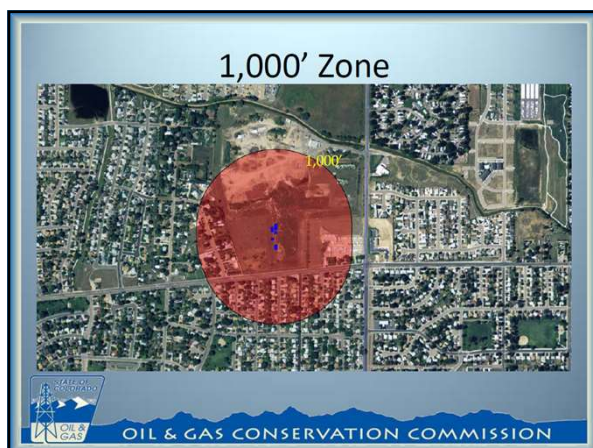 1,000’ Zone
1,000’
STATE OF
COLORADO
OIL &
GAS
OIL & GAS CONSERVATION COMMISSION